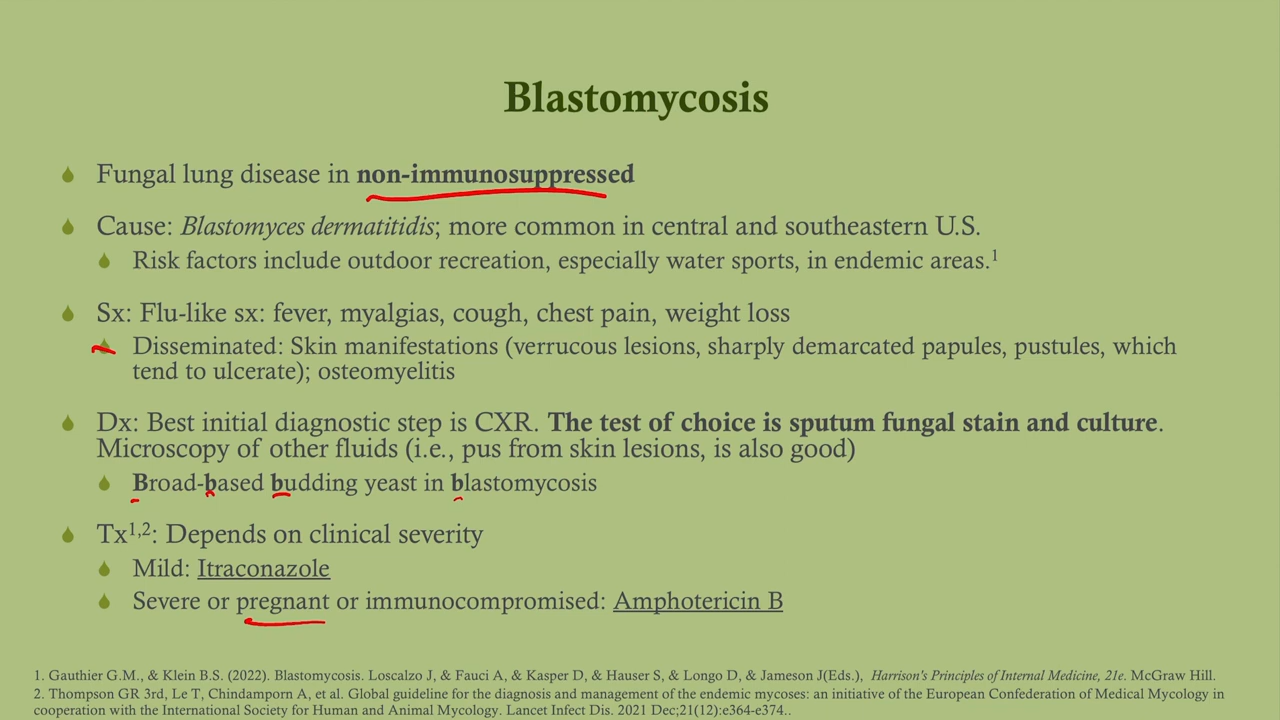 Blastomycosis
Fungal lung disease in non-immunosuppressed
Cause: Blastomyces dermatitidis; more common in central and southeastern U.S.
Risk factors include outdoor recreation, especially water sports, in endemic areas.1
Sx: Flu-like sx: fever, myalgias, cough, chest pain, weight loss
Disseminated: Skin manifestations (verrucous lesions, sharply demarcated papules, pustules, which
tend to ulcerate); osteomyelitis
Dx: Best initial diagnostic step is CXR. The test of choice is sputum fungal stain and culture.
Microscopy of other fluids (i.e., pus from skin lesions, is also good)
Broad-based budding yeast in blastomycosis
Tx1,2: Depends on clinical severity
Mild: Itraconazole
Severe or pregnant or immunocompromised: Amphotericin B
1. Gauthier G.M., & Klein B.S. (2022). Blastomycosis. Loscalzo J, & Fauci A, & Kasper D, & Hauser S, & Longo D, & Jameson J(Eds.), Harrison's Principles of Internal Medicine, 21e. McGraw Hill.
2. Thompson GR 3rd, Le T, Chindamporn A, et al. Global guideline for the diagnosis and management of the endemic mycoses: an initiative of the European Confederation of Medical Mycology in
cooperation with the International Society for Human and Animal Mycology. Lancet Infect Dis. 2021 Dec;21(12):e364-e374..